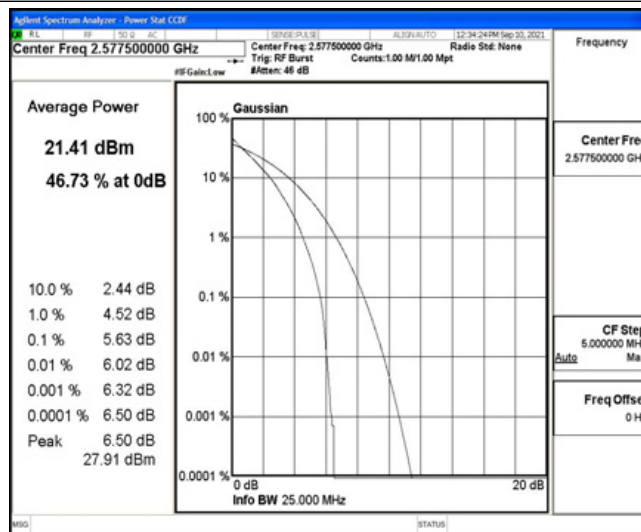 Agilent Spectrum Analyzer - Power Stat CCDF
RL RF 50 Ω AC SENSE:PULSE ALIGNAUTO 12:34:24 PM Sep 10, 2021
Center Freq 2.577500000 GHz
Center Freq: 2.577500000 GHz Radio Std: None
Trig: RF Burst Counts:1.00 M/1.00 Mpt
#IFGain:Low #Atten: 46 dB
Frequency
Average Power
21.41 dBm
46.73 % at 0dB
10.0 % 2.44 dB
1.0 % 4.52 dB
0.1 % 5.63 dB
0.01 % 6.02 dB
0.001 % 6.32 dB
0.0001 % 6.50 dB
Peak 6.50 dB
27.91 dBm
Gaussian
100 %
10 %
1 %
0.1 %
0.01 %
0.001 %
0.0001 %
0 dB 20 dB
Info BW 25.000 MHz
Center Fre
2.577500000 GH
CF Ste
5.000000 MH
Auto Ma
Freq Offse
0 H
MSG STATUS